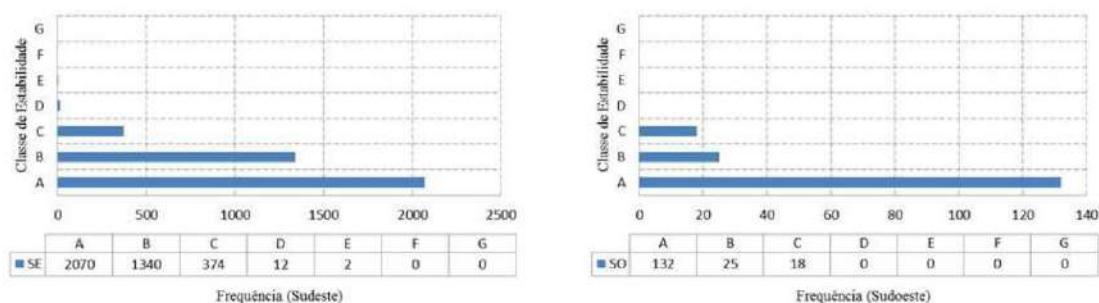 Classe de Estabilidade
G
F
E
D
C
B
A
0 500 1000 1500 2000 2500
A B C D E F G
SE 2070 1340 374 12 2 0 0
Frequência (Sudeste)
Classe de Estabilidade
G
F
E
D
C
B
A
0 20 40 60 80 100 120 140
A B C D E F G
SO 132 25 18 0 0 0 0
Frequência (Sudoeste)